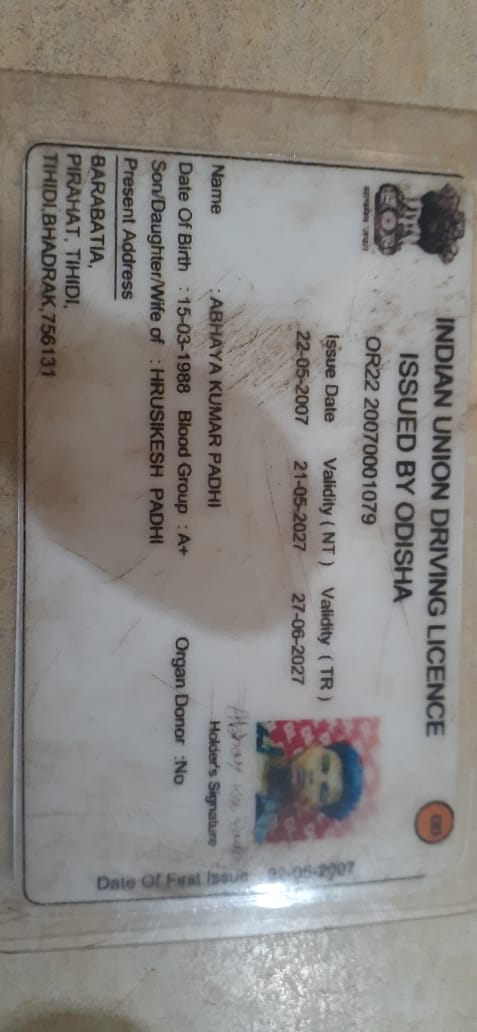 INDIAN UNION DRIVING LICENCE
ISSUED BY ODISHA
OR22 20070001079
Issue Date Validity ( NT ) Validity ( TR )
22-05-2007 21-05-2027 27-06-2027
Name : ABHAYA KUMAR PADHI
Holder's Signature
Date Of Birth : 15-03-1988 Blood Group : A+
Organ Donor :No
Son/Daughter/Wife of : HRUSIKESH PADHI
Present Address
BARABATIA,
PIRAHAT, TIHIDI,
TIHIDI,BHADRAK,756131
Date Of First Issue 22-05-2007